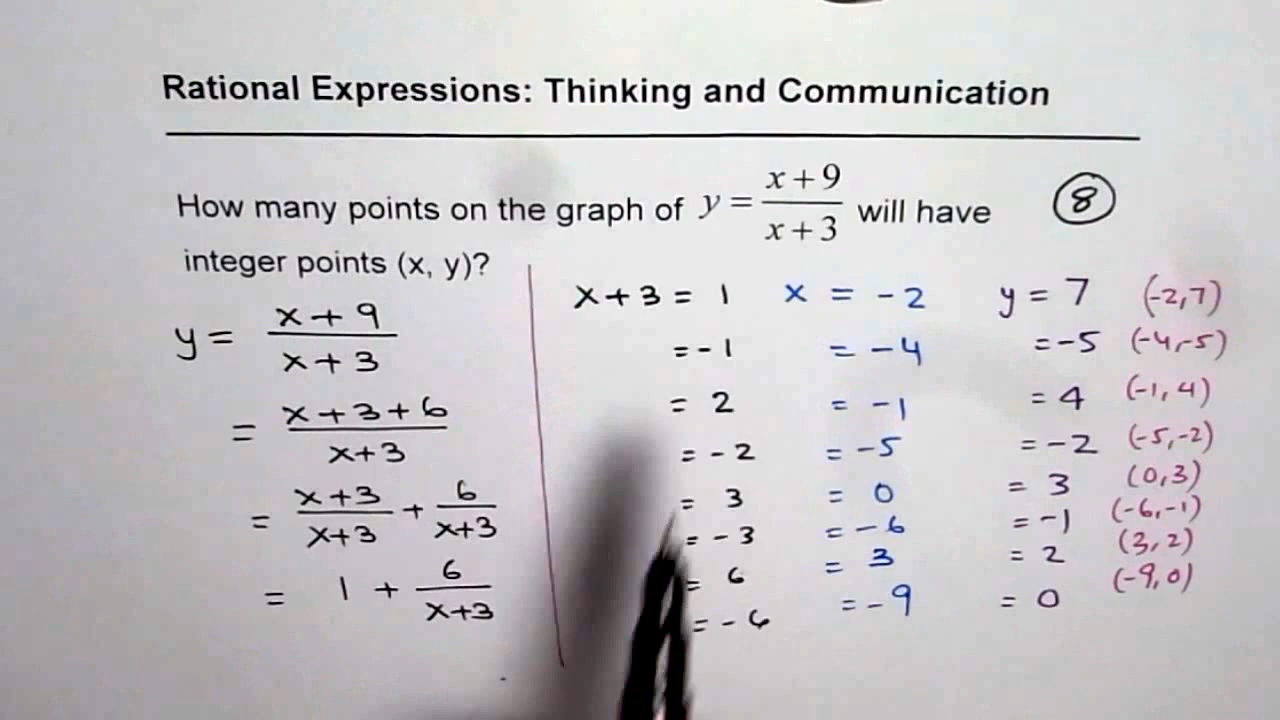 Rational Expressions: Thinking and Communication
How many points on the graph of y = (x+9)/(x+3) will have
integer points (x, y)?
8
y = (x+9)/(x+3)
= (x+3+6)/(x+3)
= (x+3)/(x+3) + 6/(x+3)
= 1 + 6/(x+3)
x+3 = 1 x = -2 y = 7 (-2,7)
= -1 = -4 = -5 (-4,-5)
= 2 = -1 = 4 (-1,4)
= -2 = -5 = -2 (-5,-2)
= 3 = 0 = 3 (0,3)
= -3 = -6 = -1 (-6,-1)
= 6 = 3 = 2 (3,2)
= -6 = -9 = 0 (-9,0)